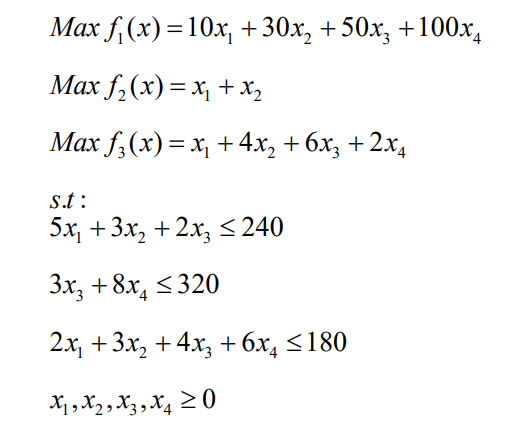 Max f₁(x) = 10x₁ + 30x₂ + 50x₃ + 100x₄
Max f₂(x) = x₁ + x₂
Max f₃(x) = x₁ + 4x₂ + 6x₃ + 2x₄
s.t :
5x₁ + 3x₂ + 2x₃ ≤ 240
3x₃ + 8x₄ ≤ 320
2x₁ + 3x₂ + 4x₃ + 6x₄ ≤ 180
x₁, x₂, x₃, x₄ ≥ 0